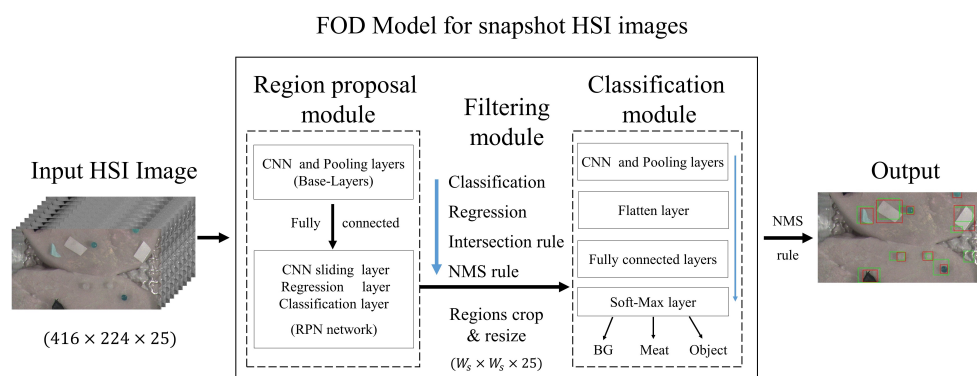 FOD Model for snapshot HSI images
Input HSI Image
(416 × 224 × 25)
Region proposal
module
CNN and Pooling layers
(Base-Layers)
Fully connected
CNN sliding layer
Regression layer
Classification layer
(RPN network)
Filtering
module
Classification
Regression
Intersection rule
NMS rule
Regions crop
& resize
(Wₛ × Wₛ × 25)
Classification
module
CNN and Pooling layers
Flatten layer
Fully connected layers
Soft-Max layer
BG Meat Object
NMS
rule
Output